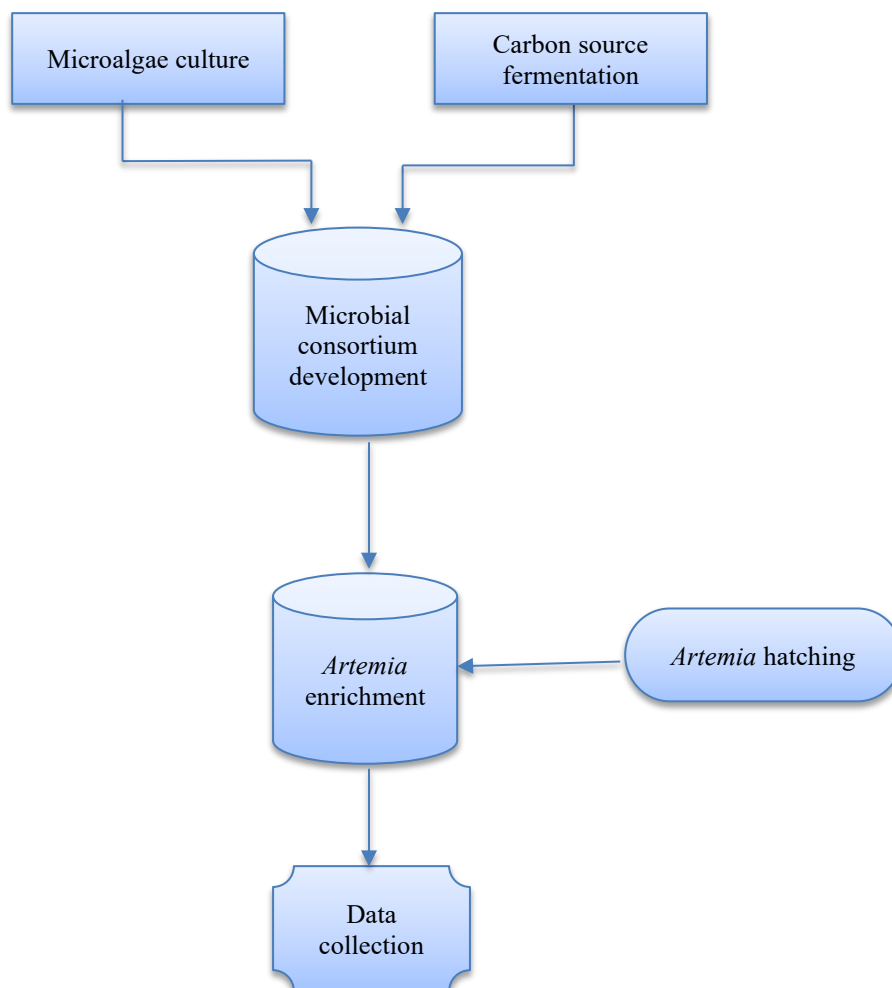 Microalgae culture
Carbon source
fermentation
Microbial
consortium
development
Artemia
enrichment
Artemia hatching
Data
collection